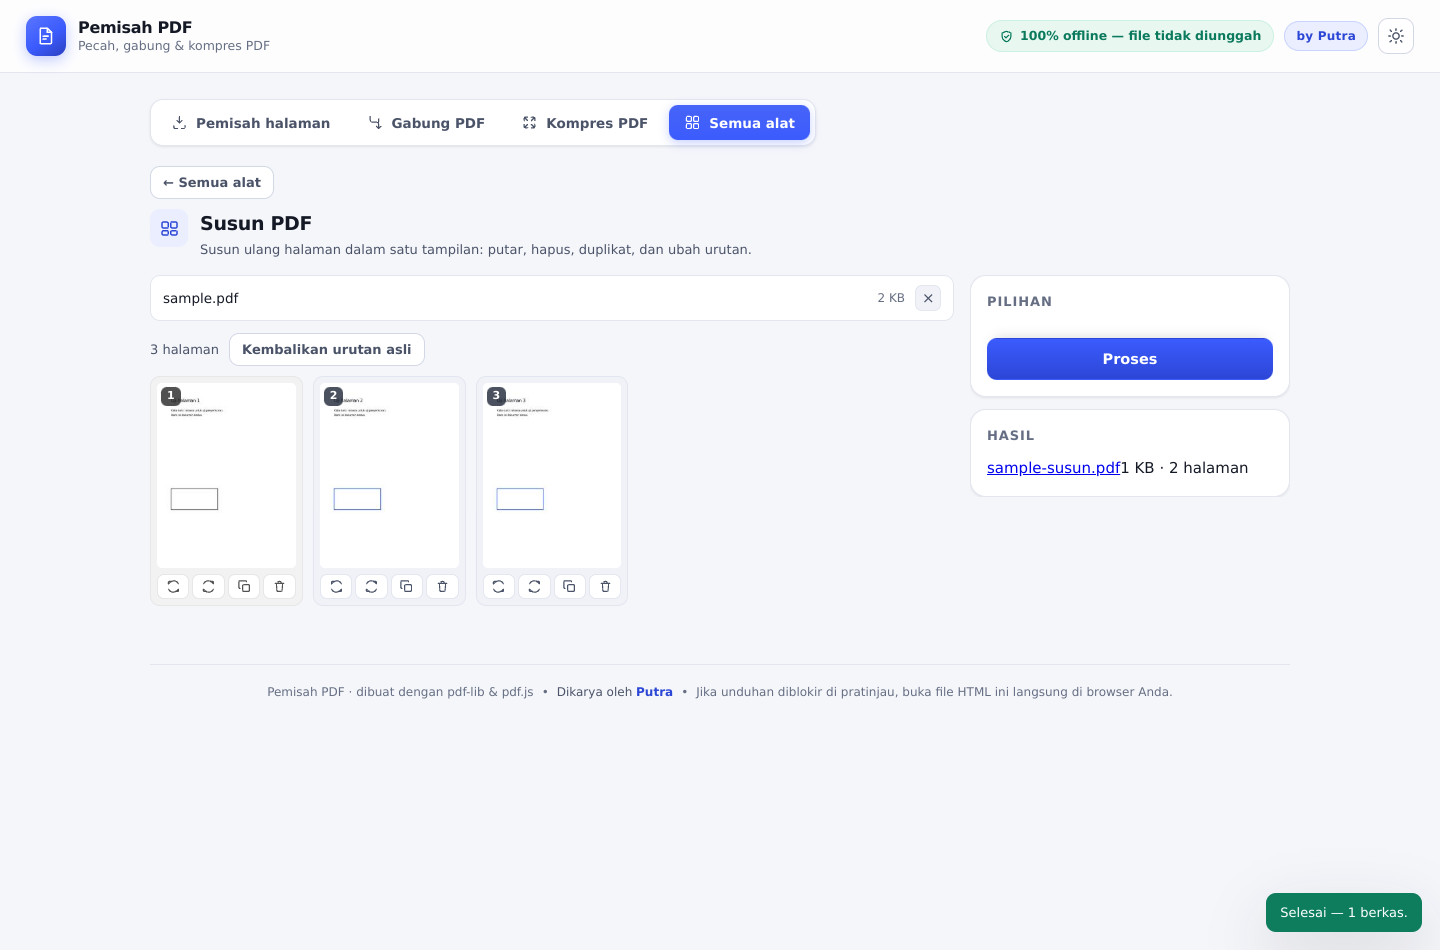 Pemisah PDF
Pecah, gabung & kompres PDF
100% offline — file tidak diunggah
by Putra
Pemisah halaman
Gabung PDF
Kompres PDF
Semua alat
← Semua alat
Susun PDF
Susun ulang halaman dalam satu tampilan: putar, hapus, duplikat, dan ubah urutan.
sample.pdf
2 KB
PILIHAN
Proses
3 halaman
Kembalikan urutan asli
1
2
3
HASIL
sample-susun.pdf1 KB · 2 halaman
Pemisah PDF · dibuat dengan pdf-lib & pdf.js • Dikarya oleh Putra • Jika unduhan diblokir di pratinjau, buka file HTML ini langsung di browser Anda.
Selesai — 1 berkas.